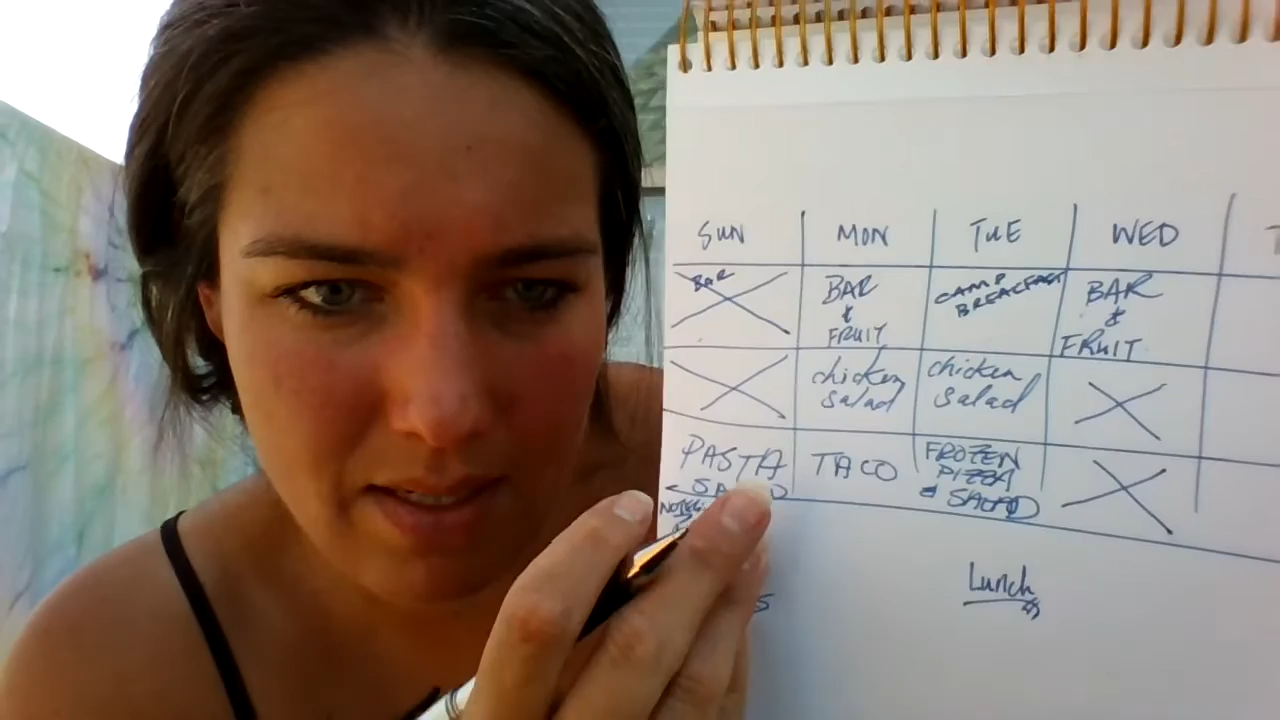 SUN MON TUE WED T
BAR
BAR
&
FRUIT
CAMP
BREAKFAST
BAR
&
FRUIT
chicken
salad
chicken
salad
PASTA
TACO
FROZEN
PIZZA
& SALAD
Lunch
S